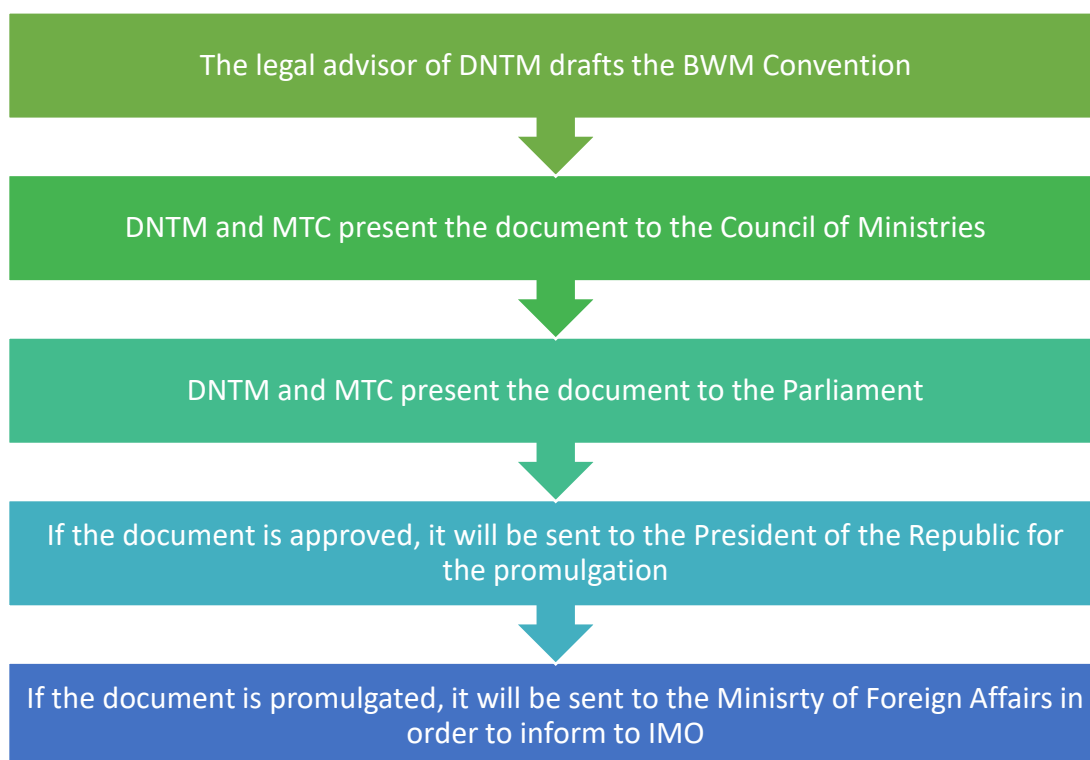 The legal advisor of DNTM drafts the BWM Convention
DNTM and MTC present the document to the Council of Ministries
DNTM and MTC present the document to the Parliament
If the document is approved, it will be sent to the President of the Republic for
the promulgation
If the document is promulgated, it will be sent to the Minisrty of Foreign Affairs in
order to inform to IMO